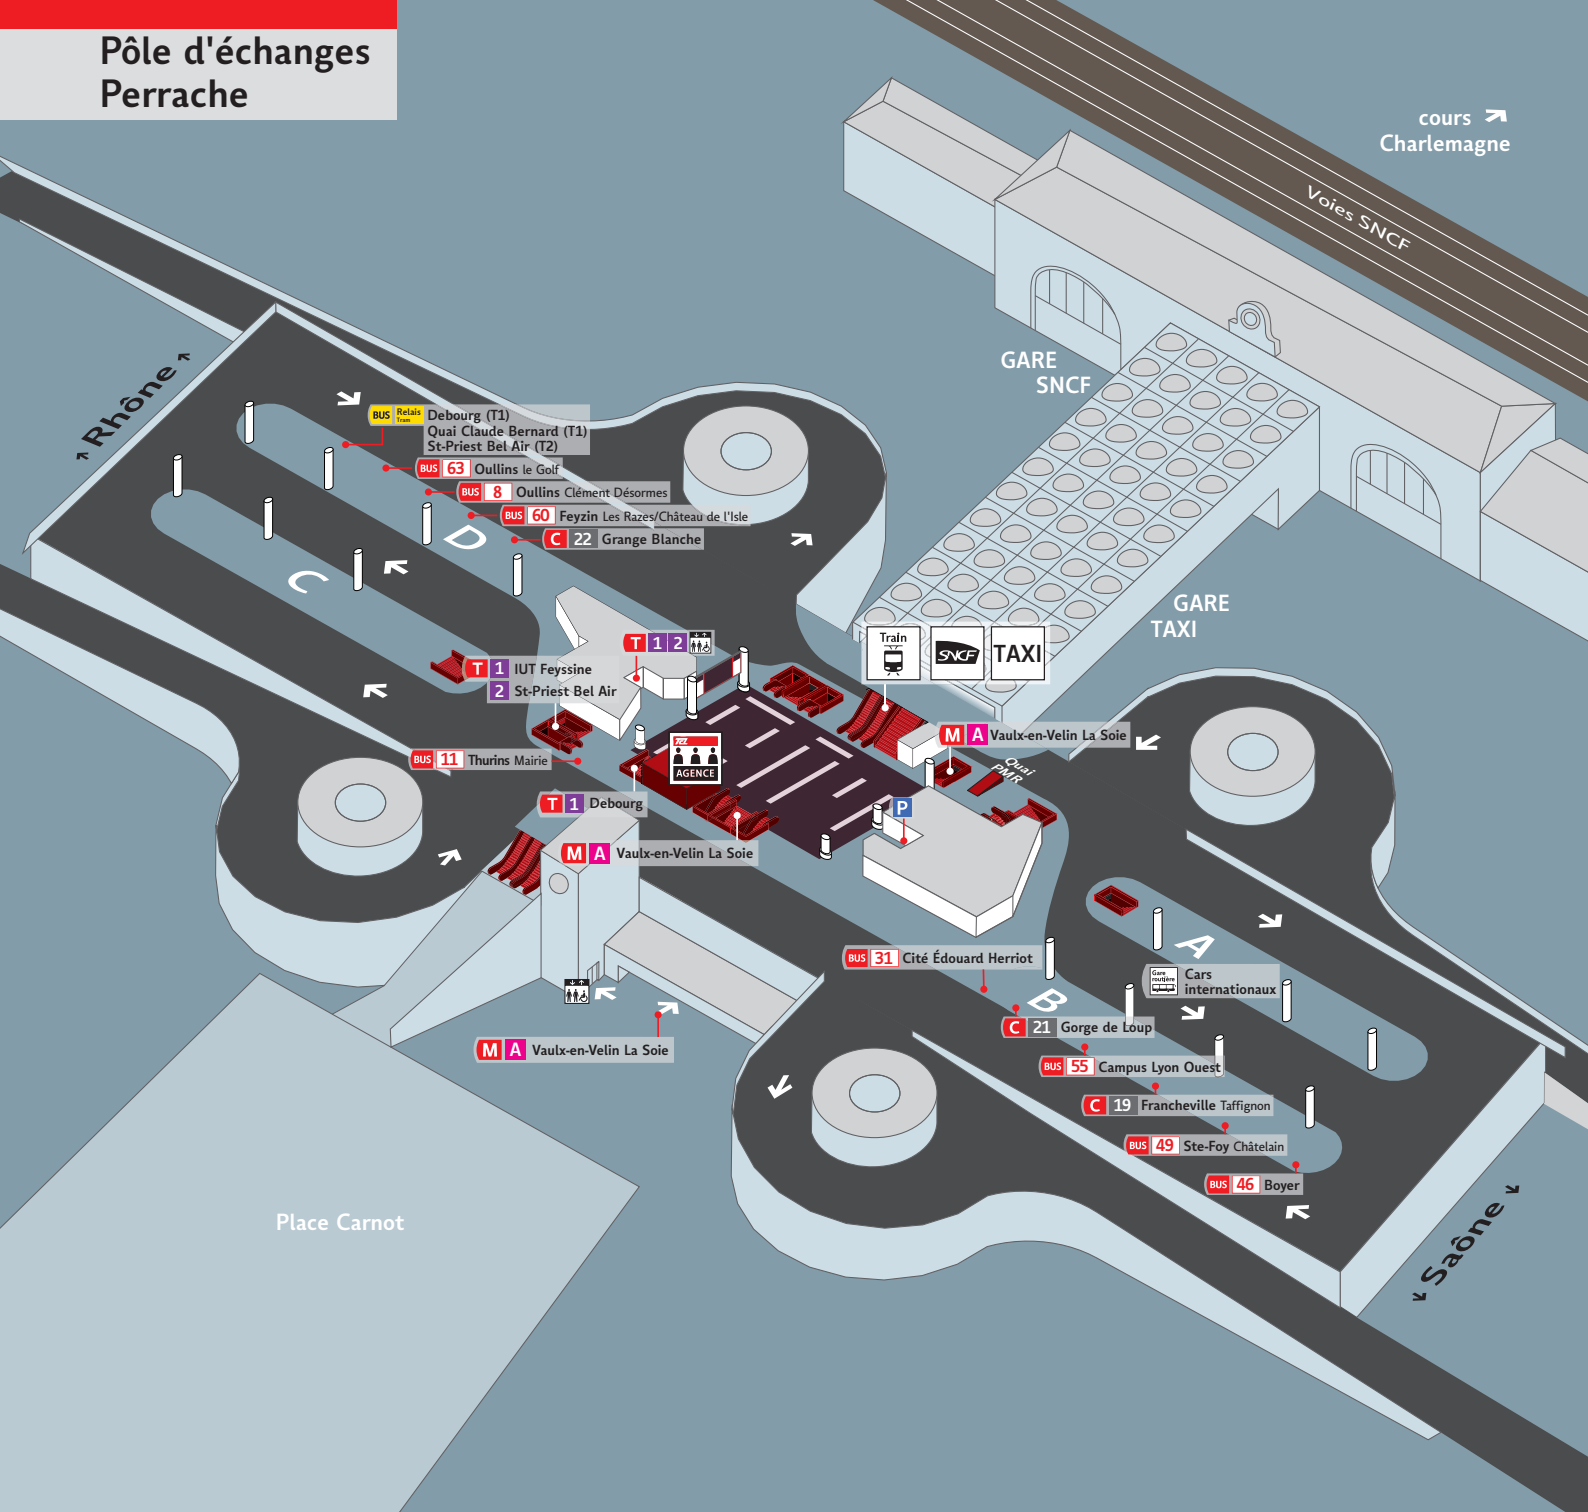 Pôle d'échanges
Perrache
cours
Charlemagne
Voies SNCF
GARE
SNCF
Rhône
BUS Relais Tram Debourg (T1)
Quai Claude Bernard (T1)
St-Priest Bel Air (T2)
BUS 63 Oullins le Golf
BUS 8 Oullins Clément Désormes
BUS 60 Feyzin Les Razes/Château de l'Isle
C 22 Grange Blanche
D
C
GARE
TAXI
T 1 2
Train
SNCF
TAXI
T 1 IUT Feyssine
2 St-Priest Bel Air
M A Vaulx-en-Velin La Soie
TCL
AGENCE
BUS 11 Thurins Mairie
Quai
PMR
T 1 Debourg
P
M A Vaulx-en-Velin La Soie
A
BUS 31 Cité Édouard Herriot
Gare routière Cars
internationaux
B
C 21 Gorge de Loup
M A Vaulx-en-Velin La Soie
BUS 55 Campus Lyon Ouest
C 19 Francheville Taffignon
BUS 49 Ste-Foy Châtelain
BUS 46 Boyer
Place Carnot
Saône